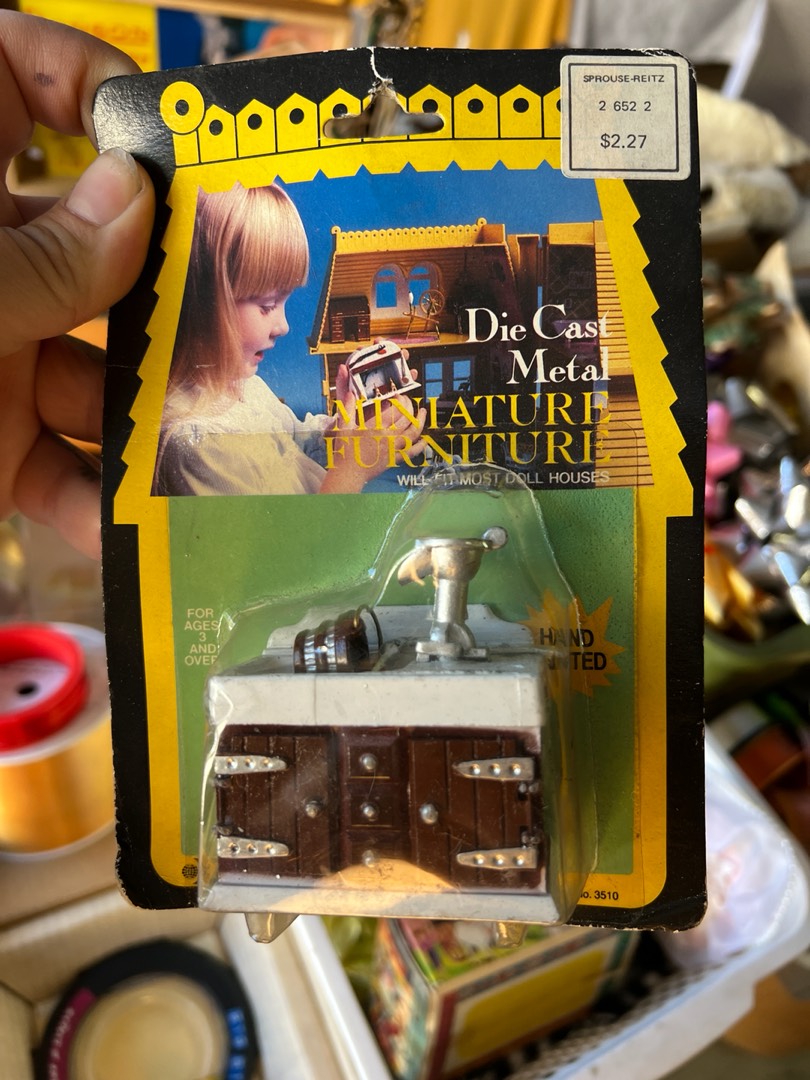 SPROUSE-REITZ
2 652 2
$2.27
Die Cast
Metal
MINIATURE
FURNITURE
WILL FIT MOST DOLL HOUSES
FOR
AGES
3
AND
OVER
HAND
NTED
No. 3510